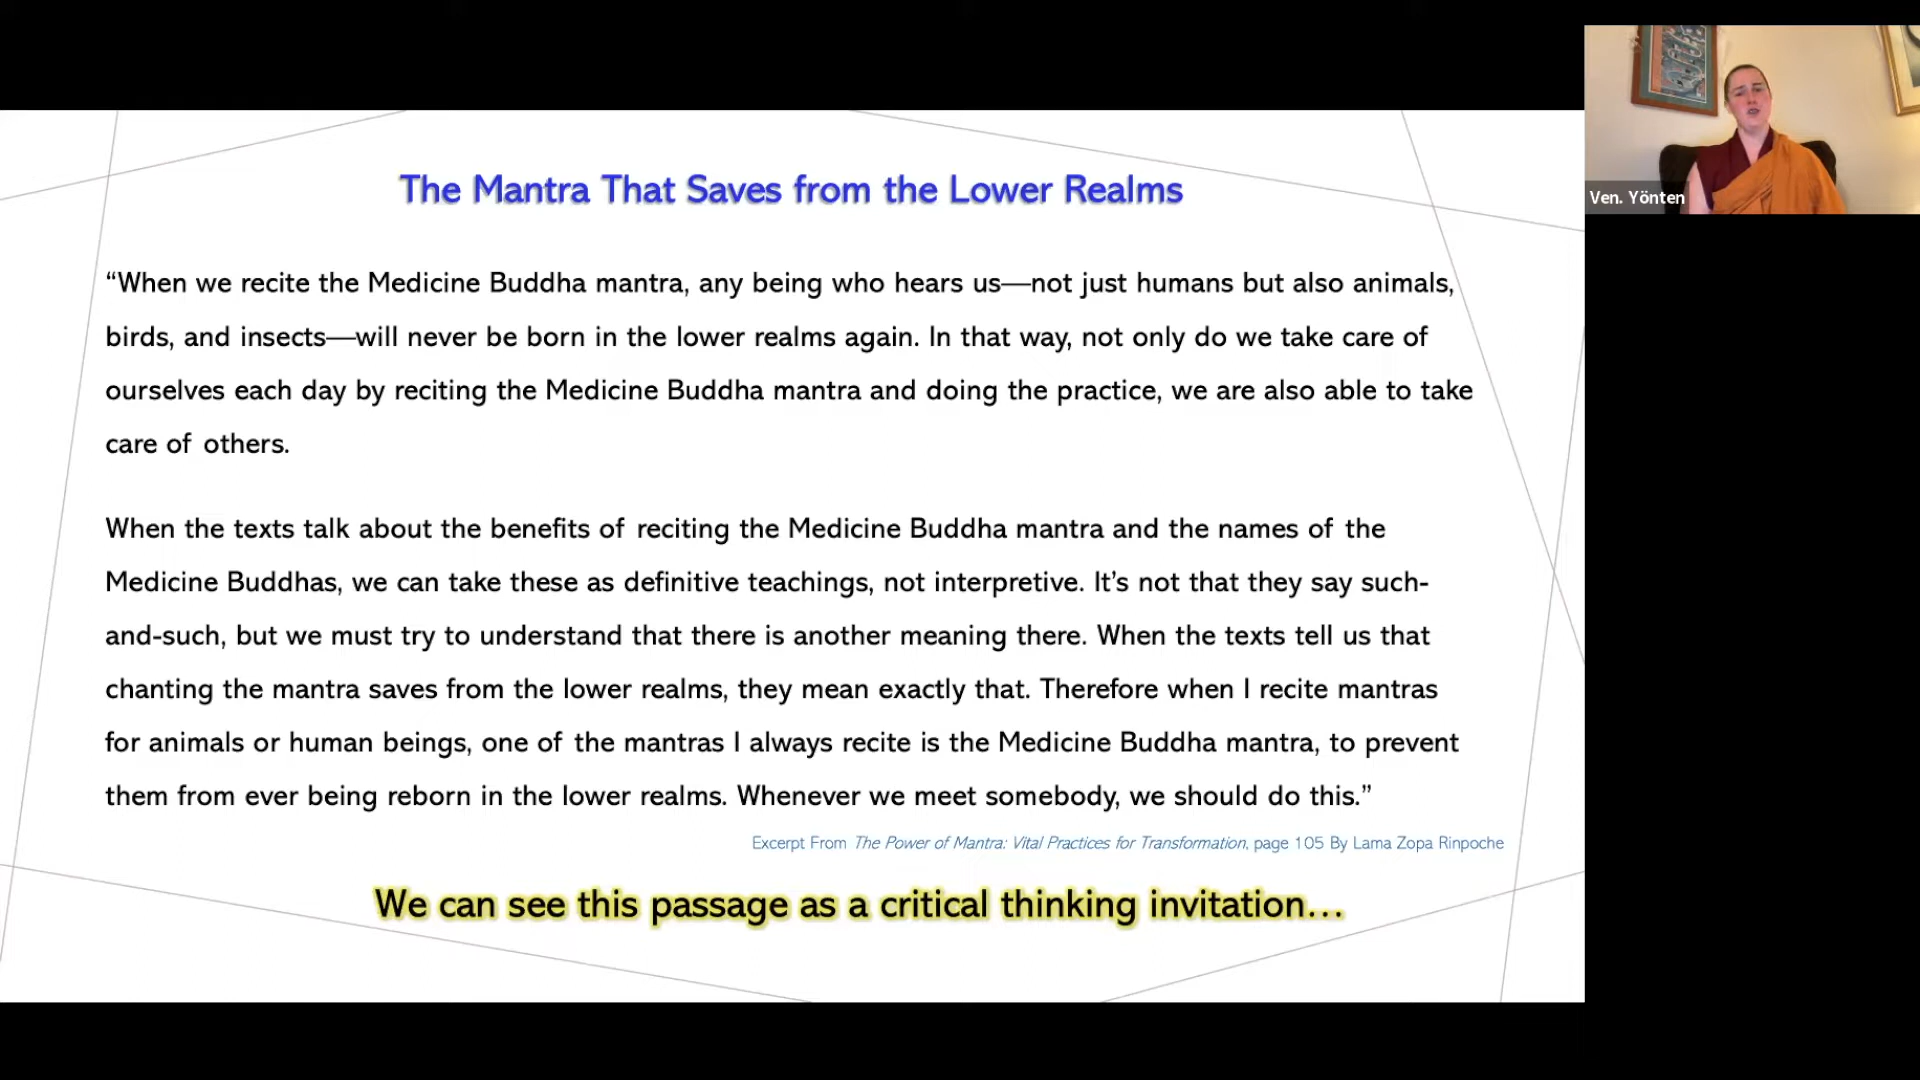 The Mantra That Saves from the Lower Realms
“When we recite the Medicine Buddha mantra, any being who hears us—not just humans but also animals,
birds, and insects—will never be born in the lower realms again. In that way, not only do we take care of
ourselves each day by reciting the Medicine Buddha mantra and doing the practice, we are also able to take
care of others.
When the texts talk about the benefits of reciting the Medicine Buddha mantra and the names of the
Medicine Buddhas, we can take these as definitive teachings, not interpretive. It’s not that they say such-
and-such, but we must try to understand that there is another meaning there. When the texts tell us that
chanting the mantra saves from the lower realms, they mean exactly that. Therefore when I recite mantras
for animals or human beings, one of the mantras I always recite is the Medicine Buddha mantra, to prevent
them from ever being reborn in the lower realms. Whenever we meet somebody, we should do this.”
Excerpt From The Power of Mantra: Vital Practices for Transformation, page 105 By Lama Zopa Rinpoche
We can see this passage as a critical thinking invitation…
Ven. Yönten